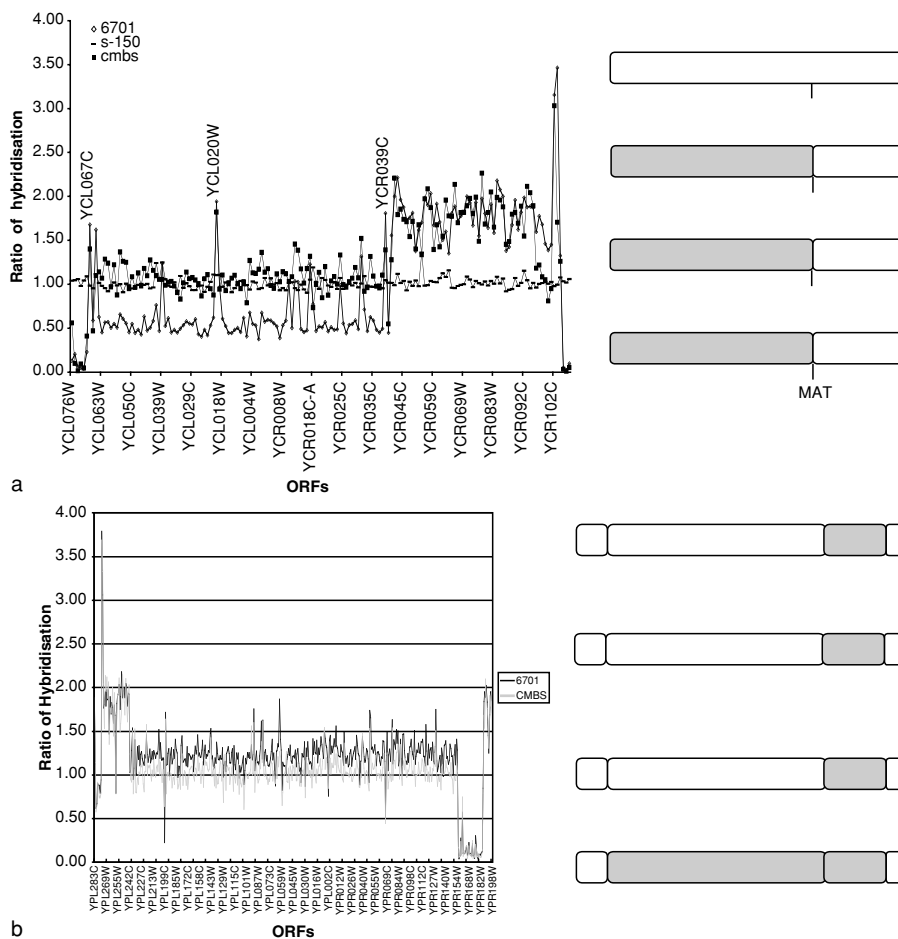 4.00
3.50
3.00
2.50
2.00
1.50
1.00
0.50
0.00
Ratio of hybridisation
6701
s-150
cmbs
YCL067C
YCL020W
YCR039C
YCL076W
YCL063W
YCL050C
YCL039W
YCL029C
YCL018W
YCL004W
YCR008W
YCR018C-A
YCR025C
YCR035C
YCR045C
YCR059C
YCR069W
YCR083W
YCR092C
YCR102C
ORFs
MAT
a
4.00
3.50
3.00
2.50
2.00
1.50
1.00
0.50
0.00
Ratio of Hybridisation
6701
CMBS
YPL283C
YPL269W
YPL255W
YPL242C
YPL227C
YPL213W
YPL199C
YPL185W
YPL172C
YPL158C
YPL143W
YPL129W
YPL115C
YPL101W
YPL087W
YPL073C
YPL059W
YPL045W
YPL030W
YPL016W
YPL002C
YPR012W
YPR026W
YPR040W
YPR055W
YPR069C
YPR084W
YPR098C
YPR112C
YPR127W
YPR140W
YPR154W
YPR168W
YPR182W
YPR198W
ORFs
b